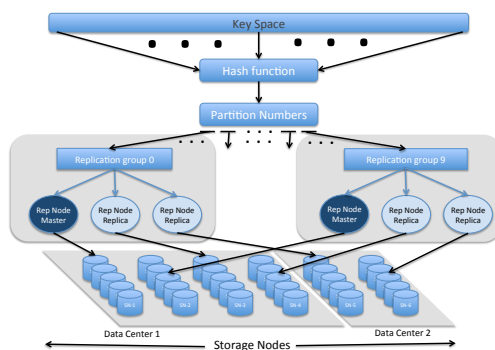 Key Space
Hash function
Partition Numbers
Replication group 0
Replication group 9
Rep Node
Master
Rep Node
Replica
Rep Node
Replica
Rep Node
Master
Rep Node
Replica
Rep Node
Replica
SN-1
SN-2
SN-3
SN-4
SN-5
SN-6
Data Center 1
Data Center 2
Storage Nodes